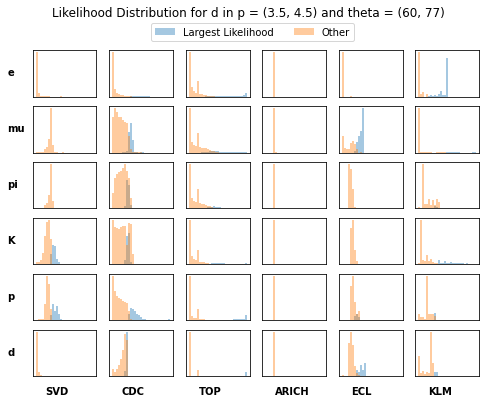 Likelihood Distribution for d in p = (3.5, 4.5) and theta = (60, 77)
Largest Likelihood Other
e
mu
pi
K
p
d
SVD CDC TOP ARICH ECL KLM